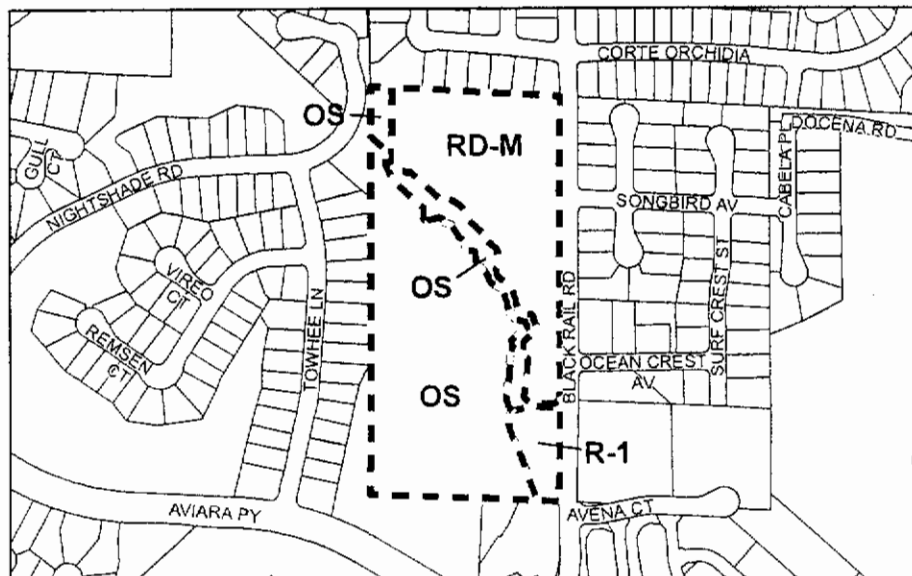 CORTE ORCHIDIA
OS
RD-M
DOCENA RD
GULL
CT
CABELA PL
NIGHTSHADE RD
SONGBIRD AV
VIREO
CT
OS
SURF CREST ST
BLACK RAIL RD
TOWHEE LN
REMSEN
CT
OCEAN CREST
AV
OS
R-1
AVIARA PY
AVENA CT